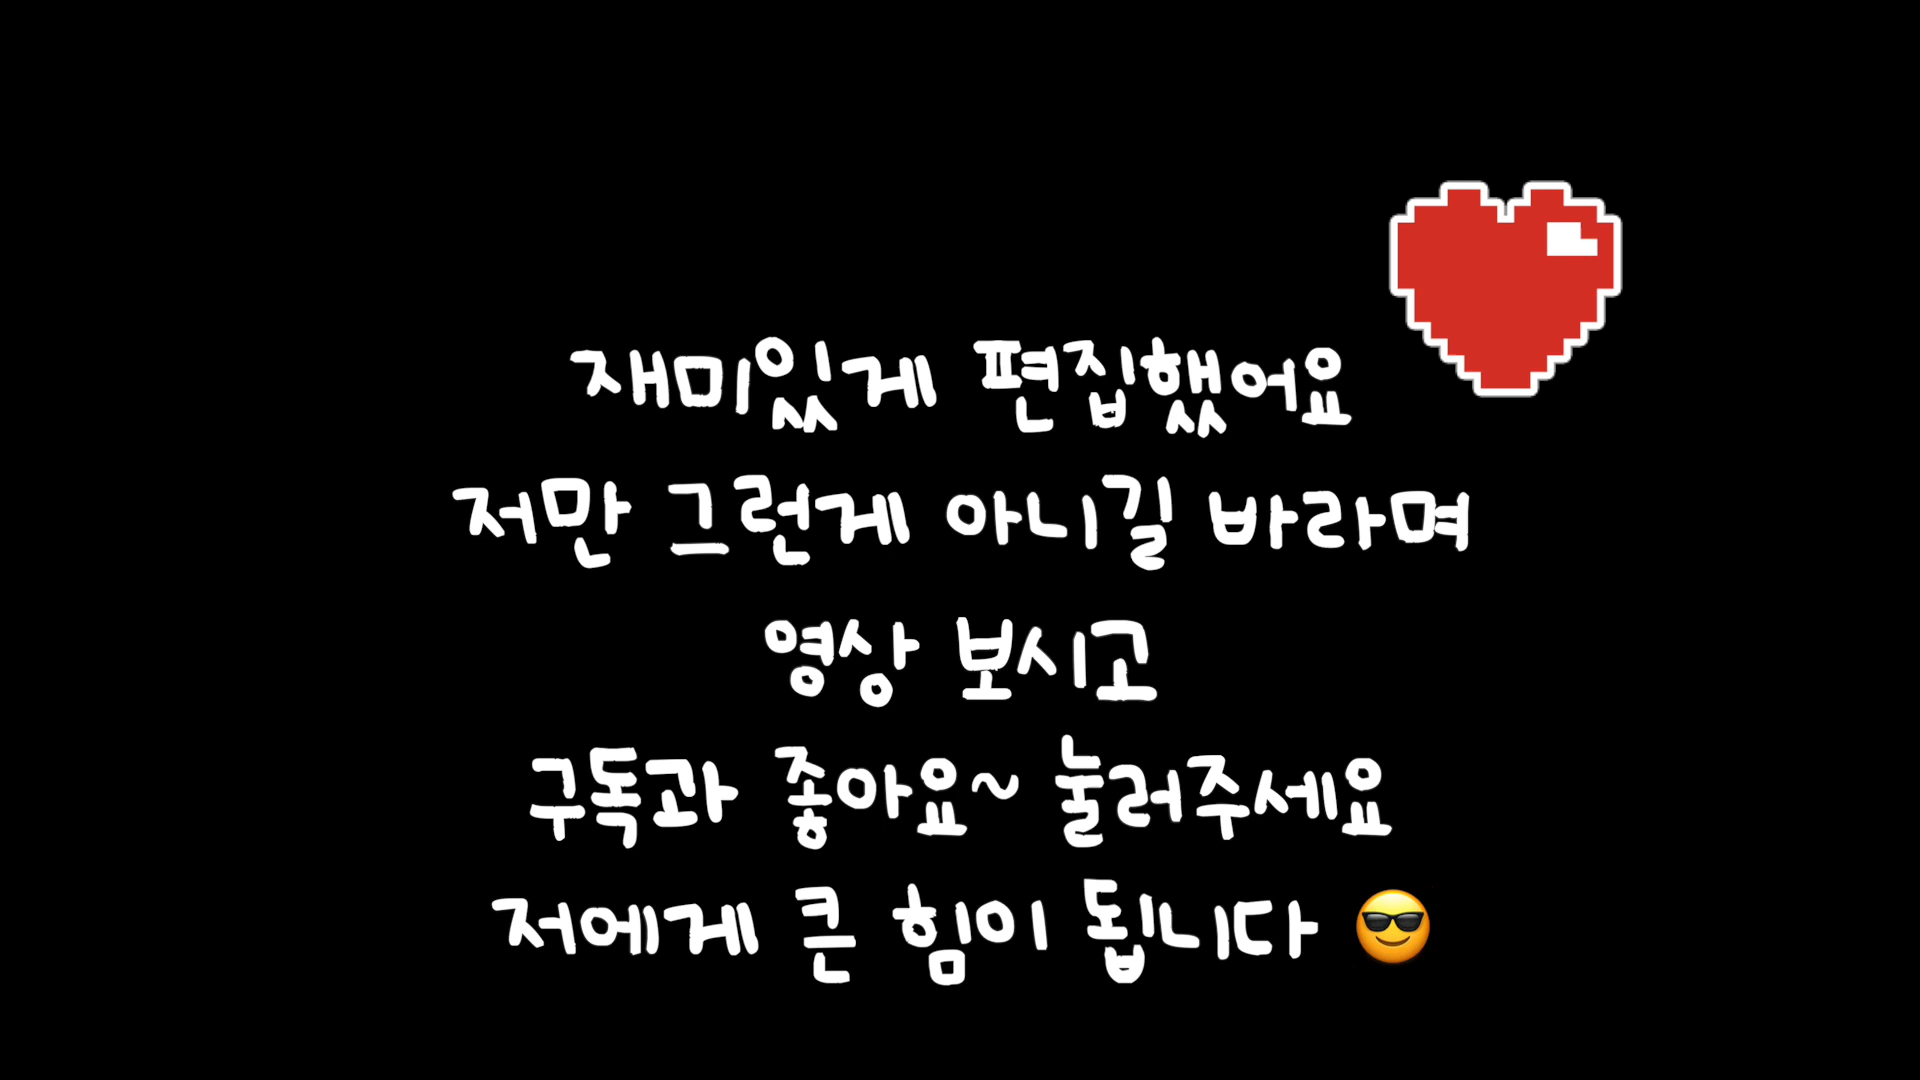 재미있게 편집했어요
저만 그런게 아니길 바라며
영상 보시고
구독과 좋아요~ 눌러주세요
저에게 큰 힘이 됩니다 😎